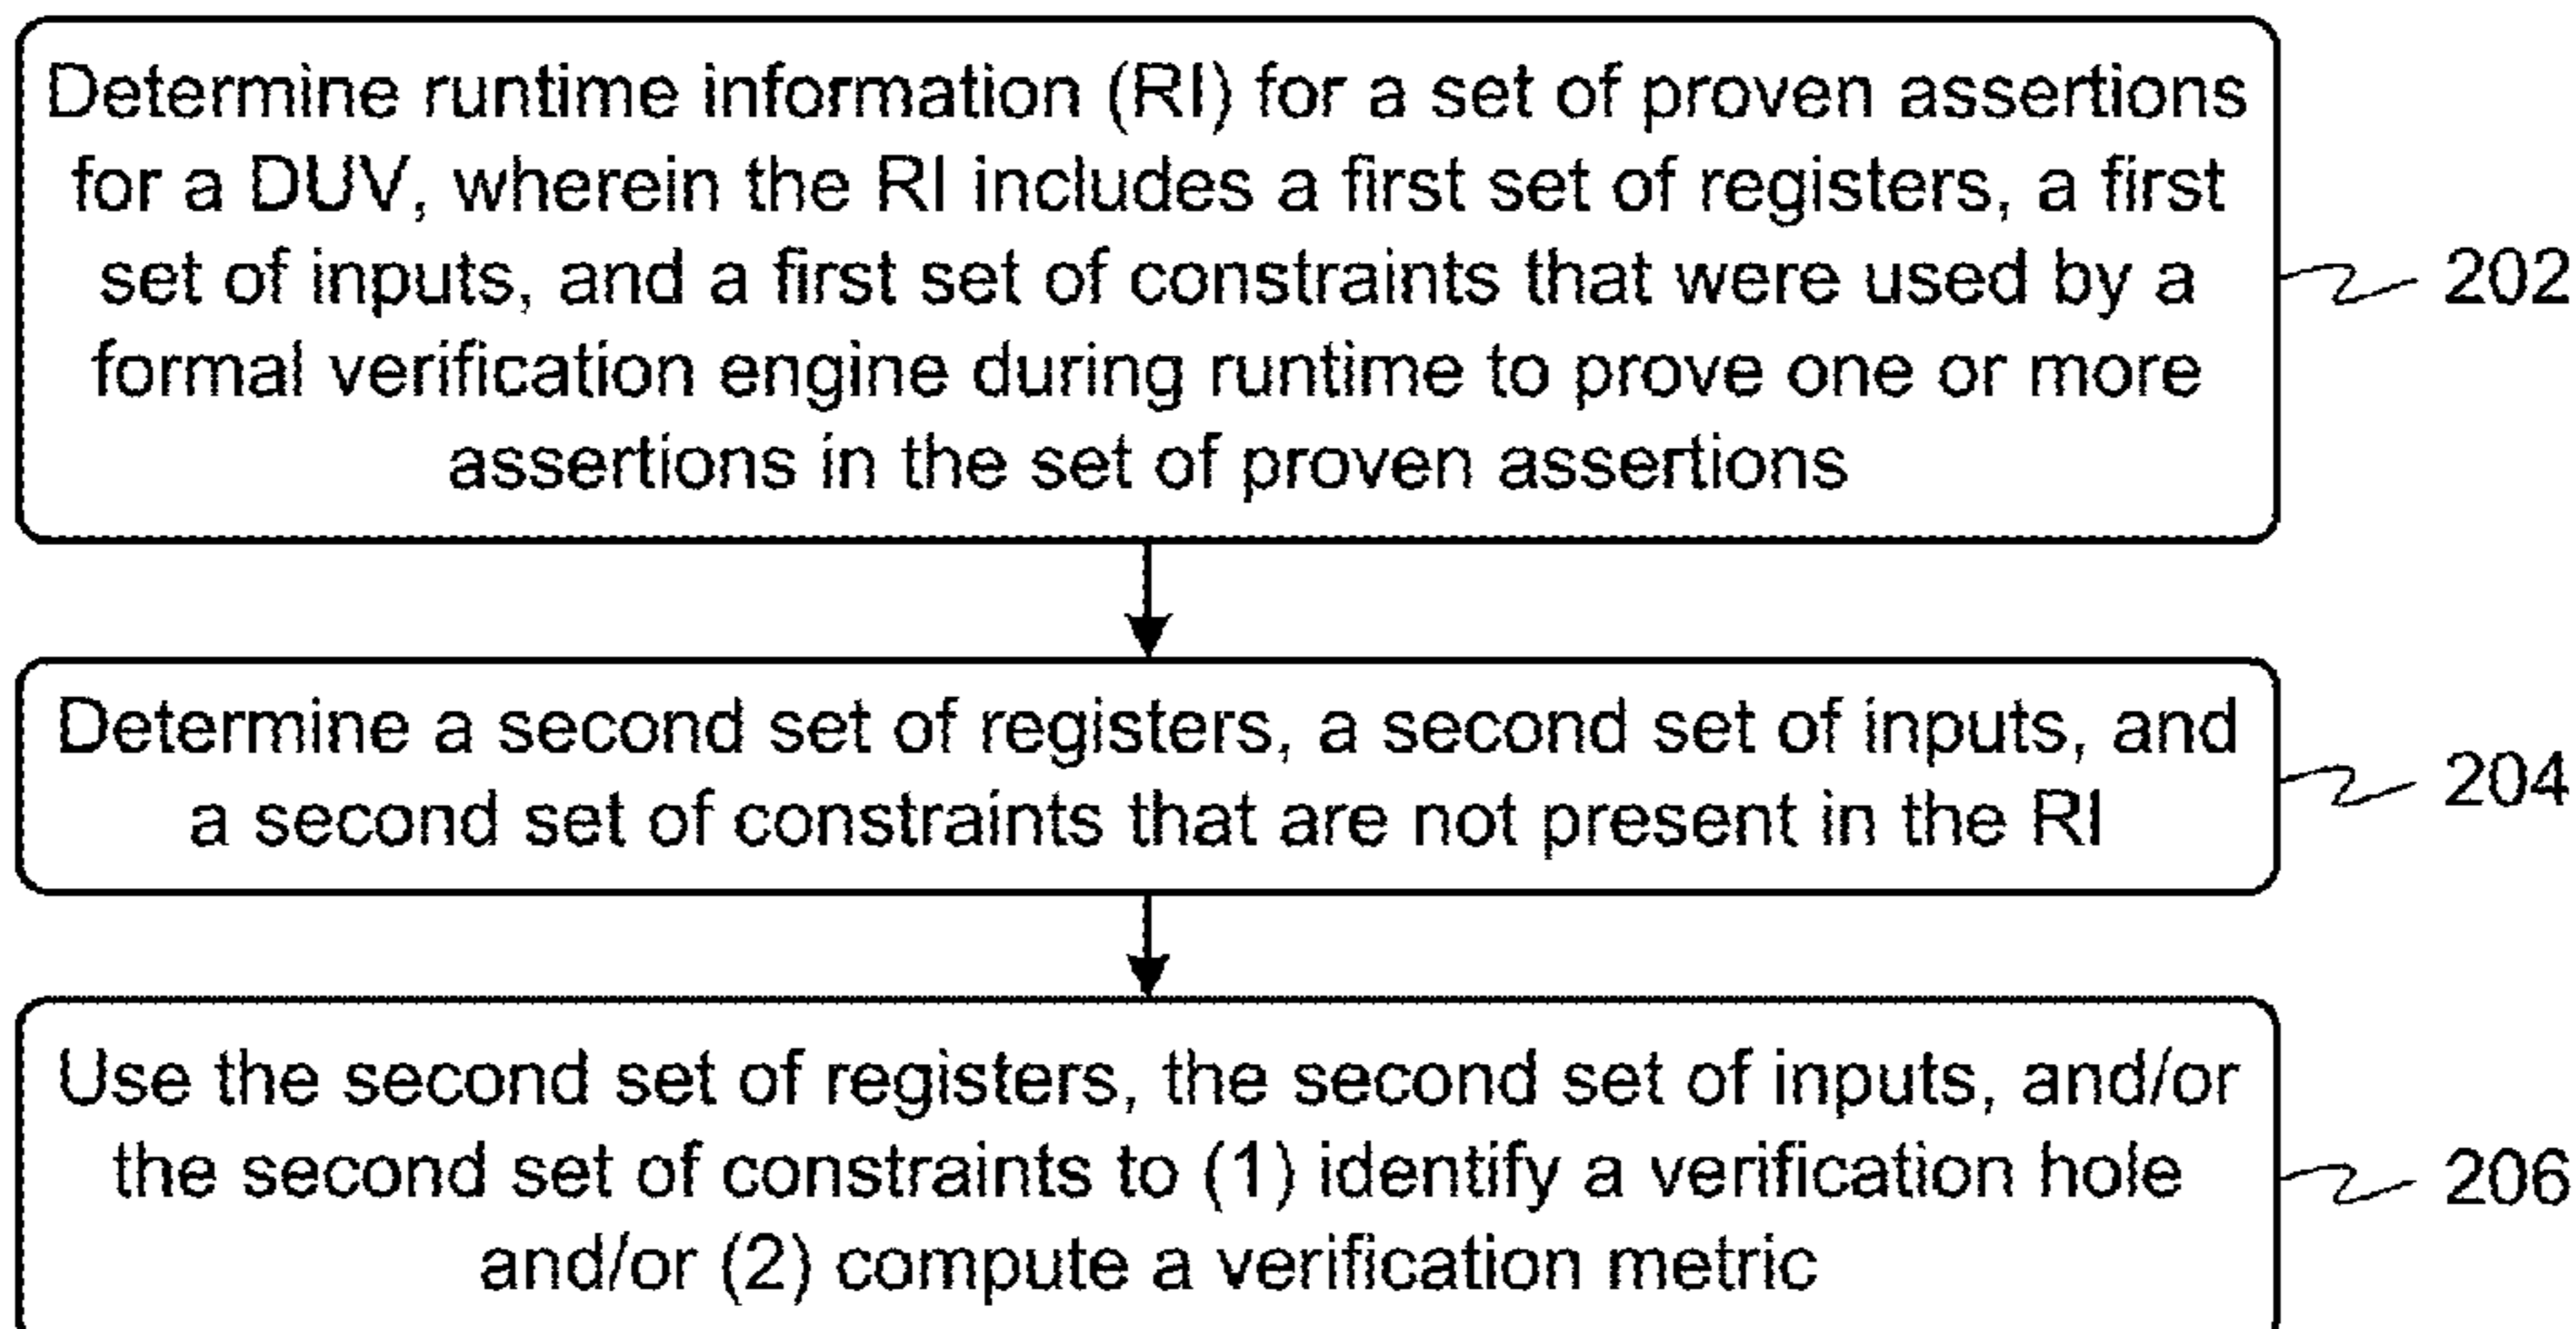 Determine runtime information (RI) for a set of proven assertions
for a DUV, wherein the RI includes a first set of registers, a first
set of inputs, and a first set of constraints that were used by a
formal verification engine during runtime to prove one or more
assertions in the set of proven assertions
202
Determine a second set of registers, a second set of inputs, and
a second set of constraints that are not present in the RI
204
Use the second set of registers, the second set of inputs, and/or
the second set of constraints to (1) identify a verification hole
and/or (2) compute a verification metric
206